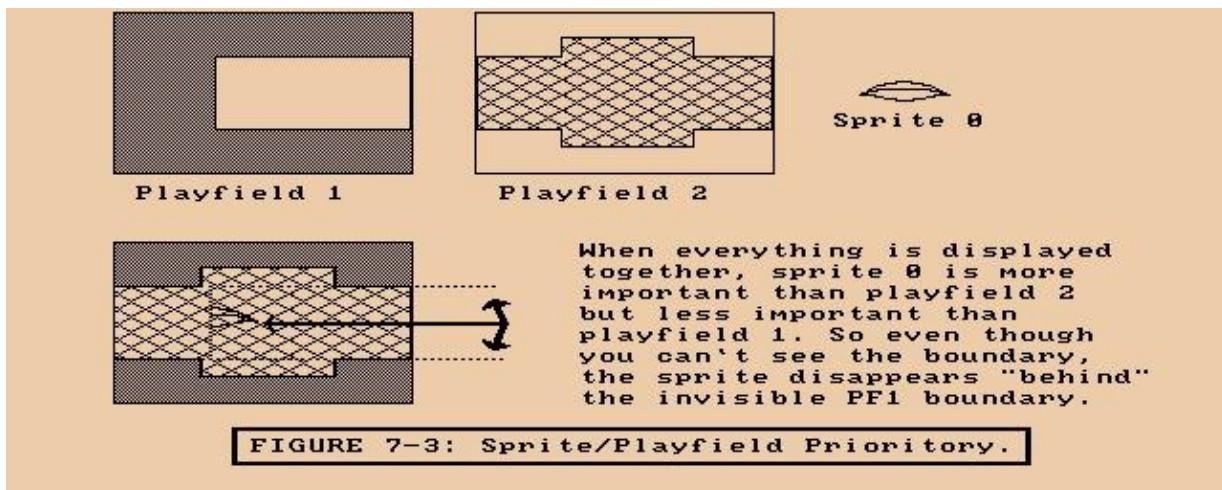 Sprite 0
Playfield 1
Playfield 2
When everything is displayed
together, sprite 0 is more
important than playfield 2
but less important than
playfield 1. So even though
you can't see the boundary,
the sprite disappears "behind"
the invisible PF1 boundary.
FIGURE 7-3: Sprite/Playfield Prioritory.